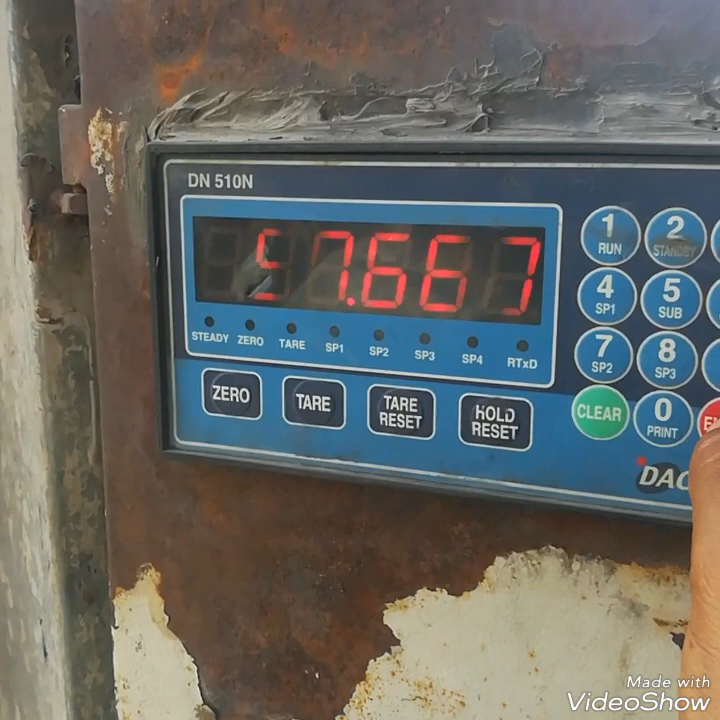 DN 510N
57.667
STEADY ZERO TARE SP1 SP2 SP3 SP4 RTxD
ZERO TARE TARE RESET HOLD RESET
1 RUN 2 STANDBY
4 SP1 5 SUB
7 SP2 8 SP3
CLEAR 0 PRINT
Made with
VideoShow